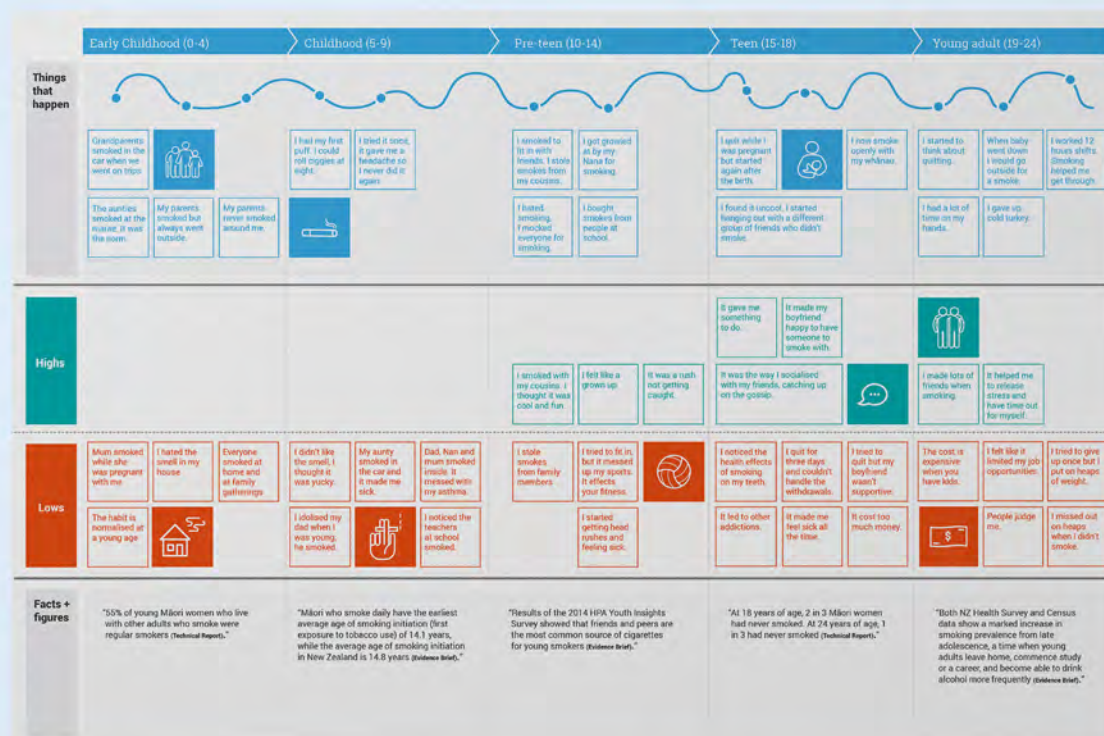 Early Childhood (0-4)
Childhood (5-9)
Pre-teen (10-14)
Teen (15-18)
Young adult (19-24)
Things
that
happen
Grandparents
smoked in the
car when we
went on trips
I had my first
puff. I could
roll ciggies at
eight.
I tried it once,
it gave me a
headache so
I never did it
again.
I smoked to
fit in with
friends. I stole
smokes from
my cousins.
I got growled
at by my
Nana for
smoking.
I quit while I
was pregnant
but started
again after
the birth.
I now smoke
openly with
my whānau.
I started to
think about
quitting.
When baby
went down
I would go
outside for
a smoke.
I worked 12
hours shifts.
Smoking
helped me
get through.
The aunties
smoked at the
marae, it was
the norm.
My parents
smoked but
always went
outside.
My parents
never smoked
around me.
I hated
smoking.
I mocked
everyone for
smoking.
I bought
smokes from
people at
school.
I found it uncool. I started
hanging out with a different
group of friends who didn't
smoke.
I had a lot of
time on my
hands.
I gave up
cold turkey.
Highs
It gave me
something
to do.
It made my
boyfriend
happy to have
someone to
smoke with.
I smoked with
my cousins. I
thought it was
cool and fun.
I felt like a
grown up.
It was a rush
not getting
caught.
It was the way I socialised
with my friends, catching up
on the gossip.
I made lots of
friends when
smoking.
It helped me
to release
stress and
have time out
for myself.
Lows
Mum smoked
while she
was pregnant
with me
I hated the
smell in my
house
Everyone
smoked at
home and
at family
gatherings
I didn't like
the smell, I
thought it
was yucky.
My aunty
smoked in
the car and
it made me
sick.
Dad, Nan and
mum smoked
inside. It
messed with
my asthma.
I stole
smokes
from family
members
I tried to fit in,
but it messed
up my sports.
It effects
your fitness.
I noticed the
health effects
of smoking
on my teeth.
I quit for
three days
and couldn't
handle the
withdrawals.
I tried to
quit but my
boyfriend
wasn't
supportive.
The cost, is
expensive
when you
have kids.
I felt like it
limited my job
opportunities.
I tried to give
up once but I
put on heaps
of weight.
The habit is
normalised at
a young age
I idolised my
dad when I
was young,
he smoked.
I noticed the
teachers
at school
smoked.
I started
getting head
rushes and
feeling sick.
It led to other
addictions.
It made me
feel sick all
the time.
It cost too
much money.
$
People judge
me.
I missed out
on heaps
when I didn't
smoke.
Facts +
figures
"55% of young Māori women who live
with other adults who smoke were
regular smokers (Technical Report)."
"Māori who smoke daily have the earliest
average age of smoking initiation (first
exposure to tobacco use) of 14.1 years,
while the average age of smoking initiation
in New Zealand is 14.8 years (Evidence Brief)."
"Results of the 2014 HPA Youth Insights
Survey showed that friends and peers are
the most common source of cigarettes
for young smokers (Evidence Brief)."
"At 18 years of age, 2 in 3 Māori women
had never smoked. At 24 years of age, 1
in 3 had never smoked (Technical Report)."
"Both NZ Health Survey and Census
data show a marked increase in
smoking prevalence from late
adolescence, a time when young
adults leave home, commence study
or a career, and become able to drink
alcohol more frequently (Evidence Brief)."